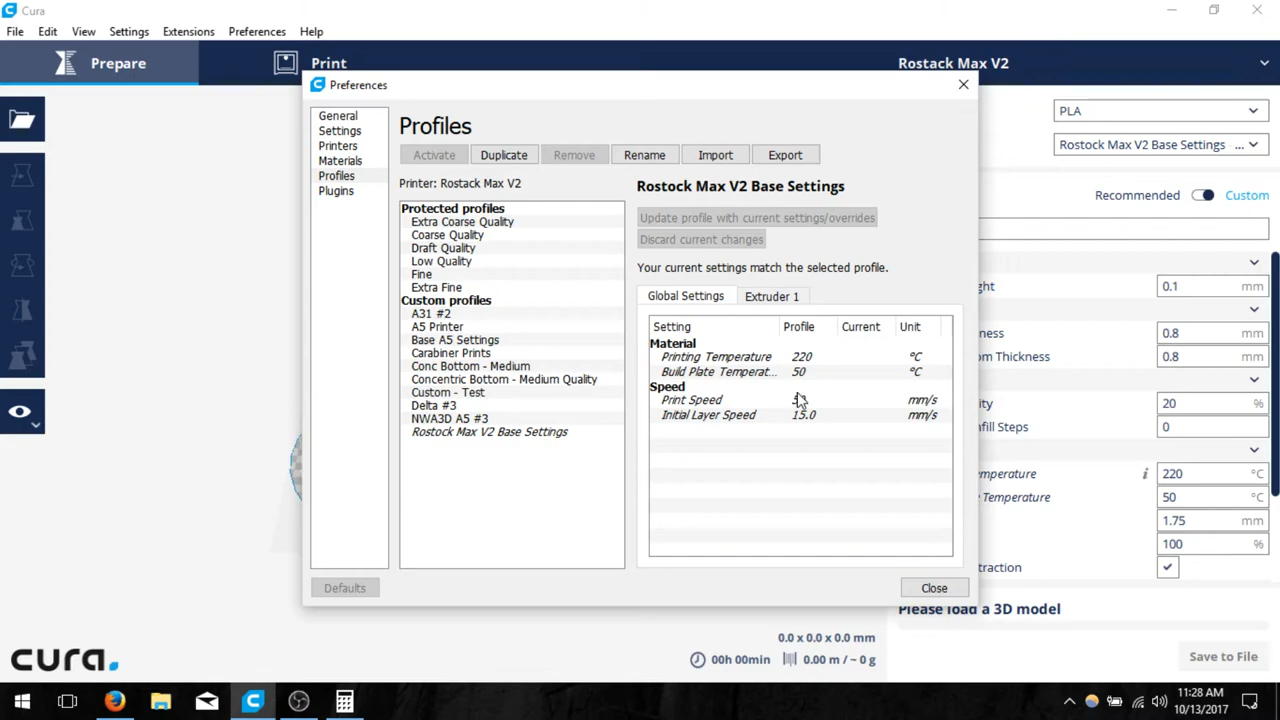 Cura
File Edit View Settings Extensions Preferences Help
Prepare Print Rostack Max V2
Preferences
General
Settings
Printers
Materials
Profiles
Plugins
Profiles
Activate Duplicate Remove Rename Import Export
Printer: Rostack Max V2
Protected profiles
Extra Coarse Quality
Coarse Quality
Draft Quality
Low Quality
Fine
Extra Fine
Custom profiles
A31 #2
A5 Printer
Base A5 Settings
Carabiner Prints
Conc Bottom - Medium
Concentric Bottom - Medium Quality
Custom - Test
Delta #3
NWA3D A5 #3
Rostock Max V2 Base Settings
Rostock Max V2 Base Settings
Update profile with current settings/overrides
Discard current changes
Your current settings match the selected profile.
Global Settings Extruder 1
Setting Profile Current Unit
Material
Printing Temperature 220 °C
Build Plate Temperat... 50 °C
Speed
Print Speed mm/s
Initial Layer Speed 15.0 mm/s
Defaults Close
PLA
Rostock Max V2 Base Settings ...
Recommended Custom
ght 0.1 mm
ness 0.8 mm
om Thickness 0.8 mm
ity 20 %
nfill Steps 0
emperature i 220 °C
e Temperature 50 °C
1.75 mm
100 %
traction
Please load a 3D model
0.0 x 0.0 x 0.0 mm
00h 00min 0.00 m / ~ 0 g
Save to File
cura.
11:28 AM
10/13/2017